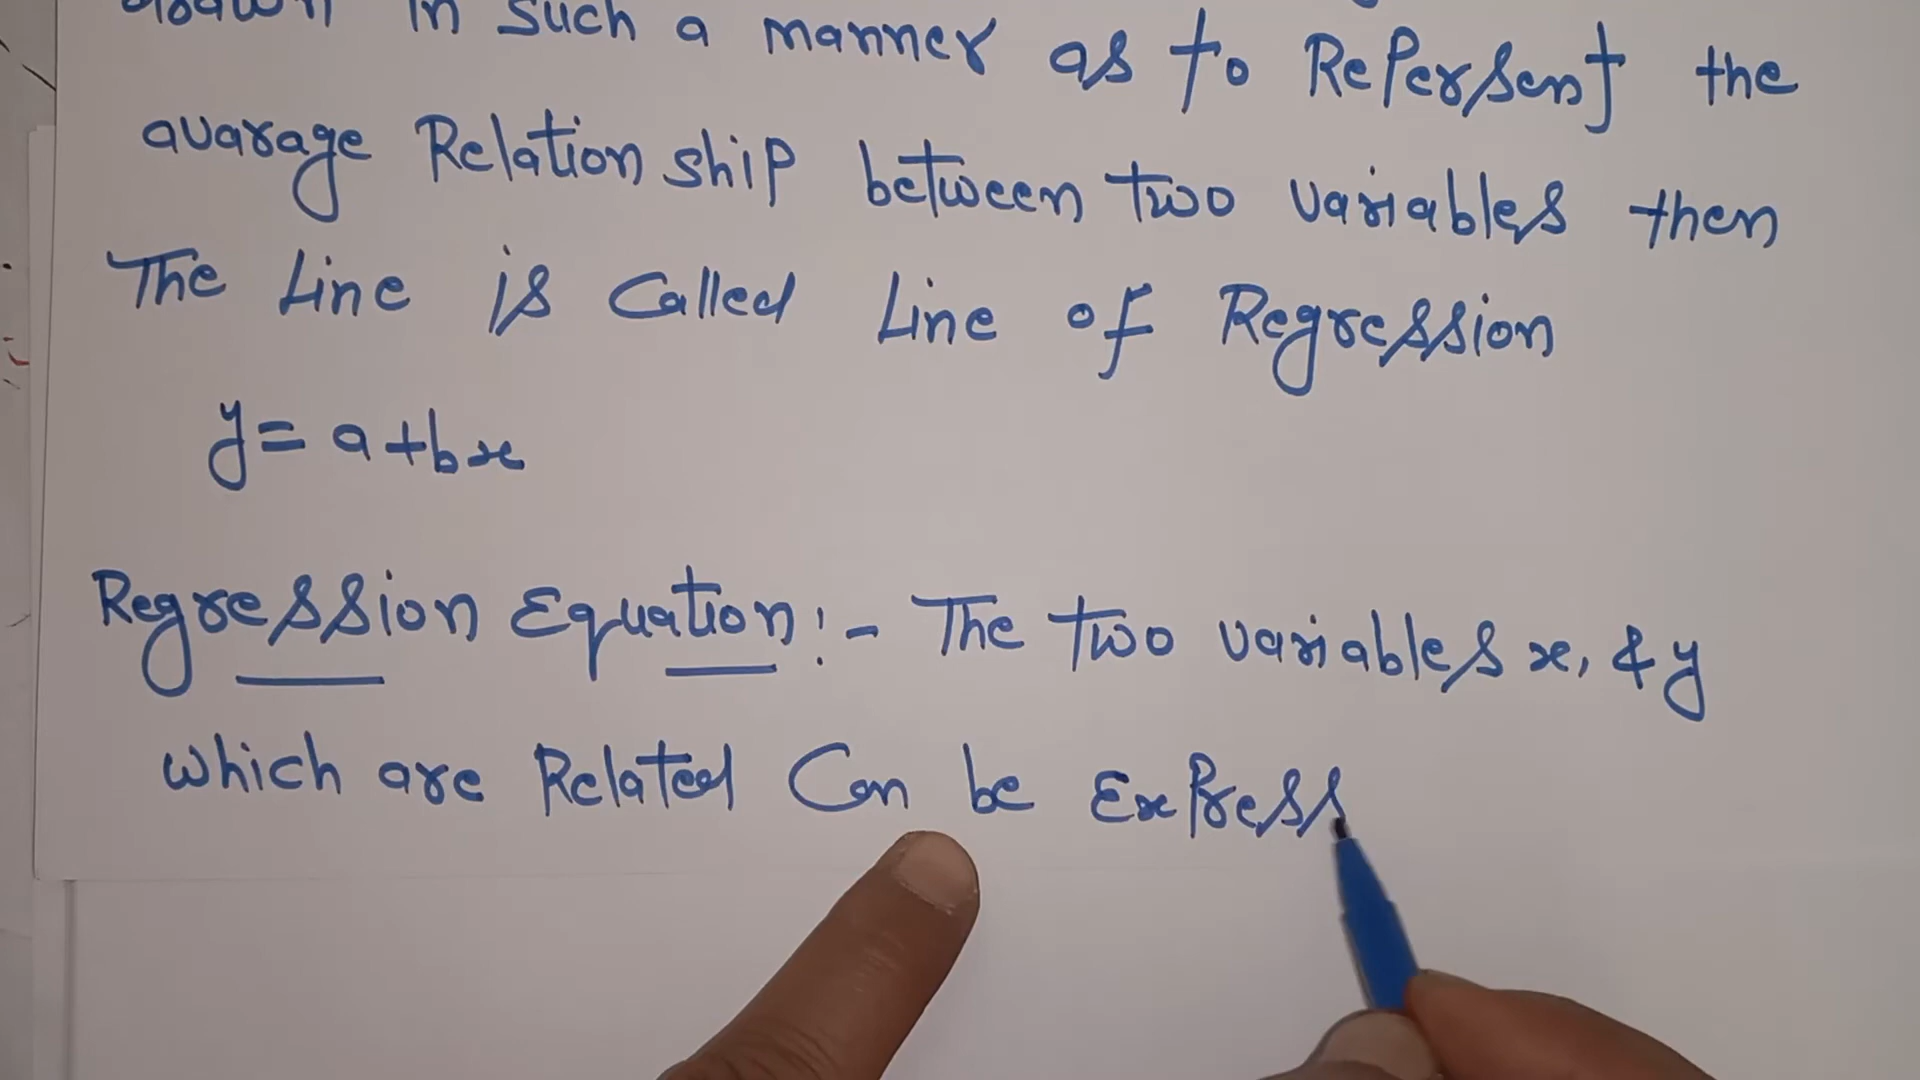 in such a manner as to Repersent the
avarage Relation ship between two variables then
The Line is Called Line of Regression
y = a + bx
Regression Equation :- The two variables x, & y
which are Related Can be Express